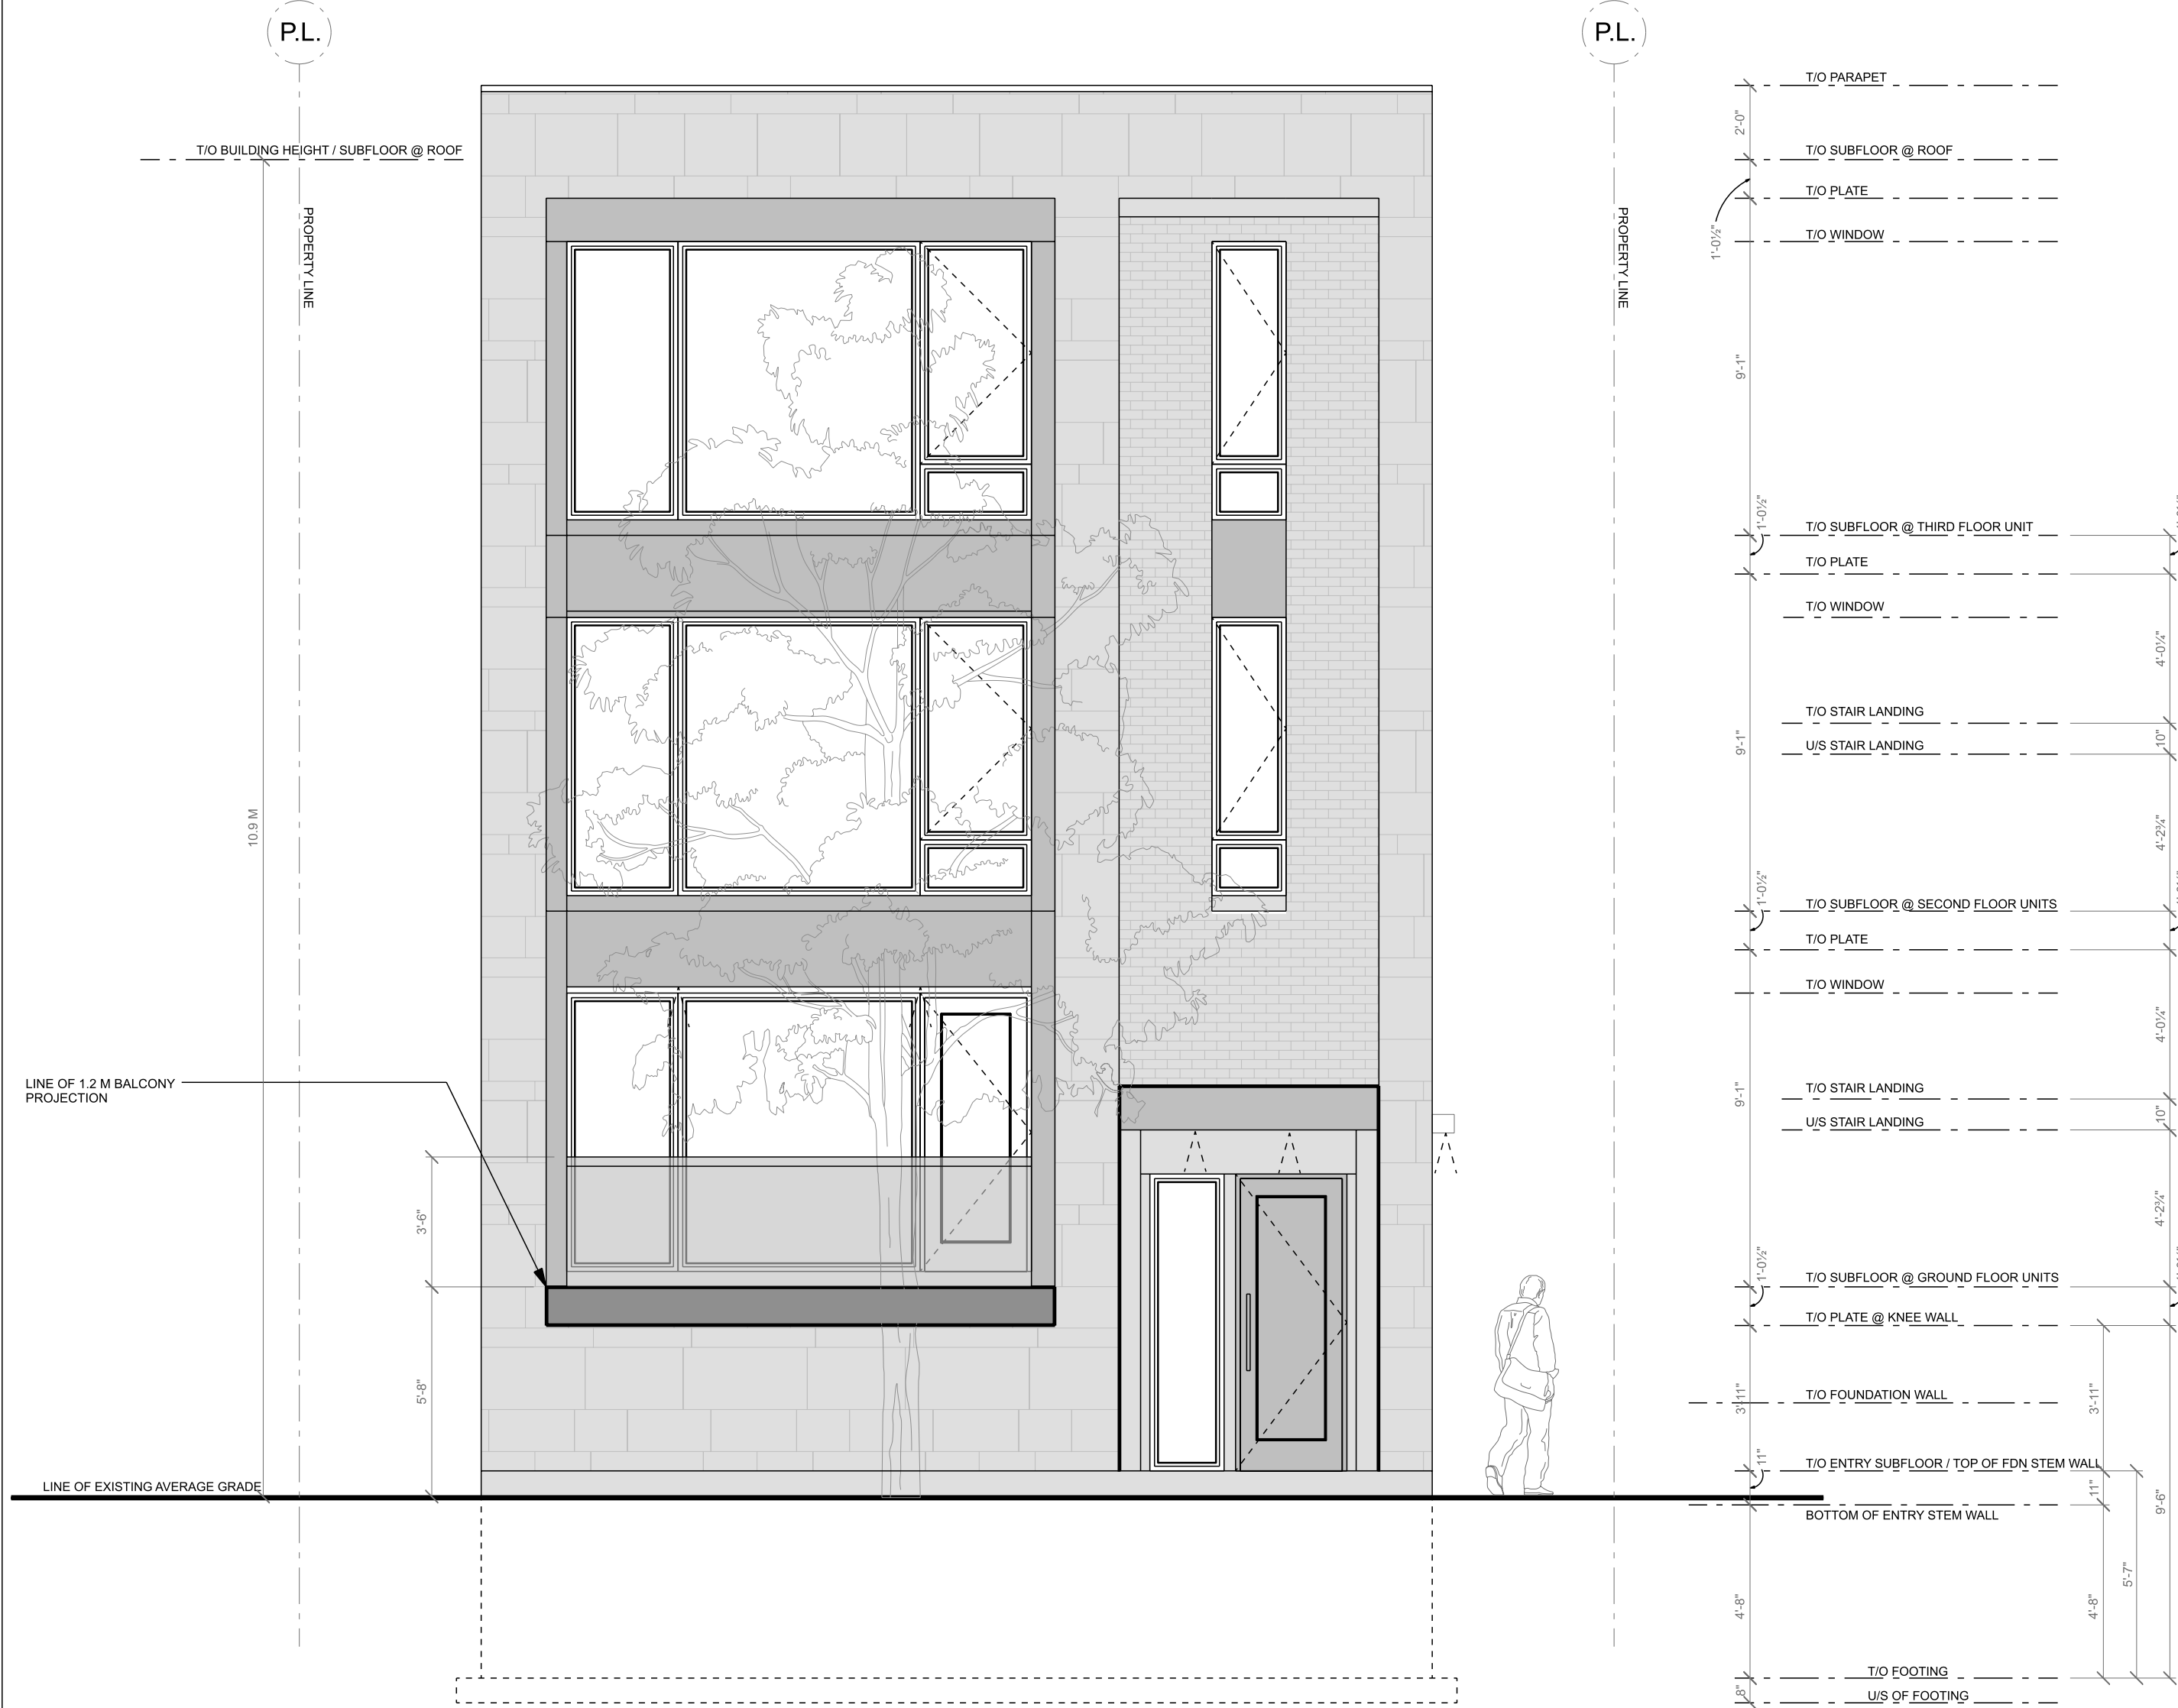 P.L.
P.L.
T/O PARAPET
2'-0"
T/O BUILDING HEIGHT / SUBFLOOR @ ROOF
T/O SUBFLOOR @ ROOF
T/O PLATE
1'-0½"
T/O WINDOW
PROPERTY LINE
PROPERTY LINE
9'-1"
1'-0½"
T/O SUBFLOOR @ THIRD FLOOR UNIT
T/O PLATE
T/O WINDOW
4'-0¼"
T/O STAIR LANDING
9'-1"
10"
U/S STAIR LANDING
10.9 M
4'-2¾"
1'-0½"
T/O SUBFLOOR @ SECOND FLOOR UNITS
T/O PLATE
T/O WINDOW
4'-0¼"
LINE OF 1.2 M BALCONY
PROJECTION
9'-1"
T/O STAIR LANDING
10"
U/S STAIR LANDING
3'-6"
4'-2¾"
1'-0½"
T/O SUBFLOOR @ GROUND FLOOR UNITS
T/O PLATE @ KNEE WALL
5'-8"
3'-11"
T/O FOUNDATION WALL
3'-11"
11"
T/O ENTRY SUBFLOOR / TOP OF FDN STEM WALL
LINE OF EXISTING AVERAGE GRADE
11"
9'-6"
BOTTOM OF ENTRY STEM WALL
5'-7"
4'-8"
4'-8"
T/O FOOTING
8"
U/S OF FOOTING